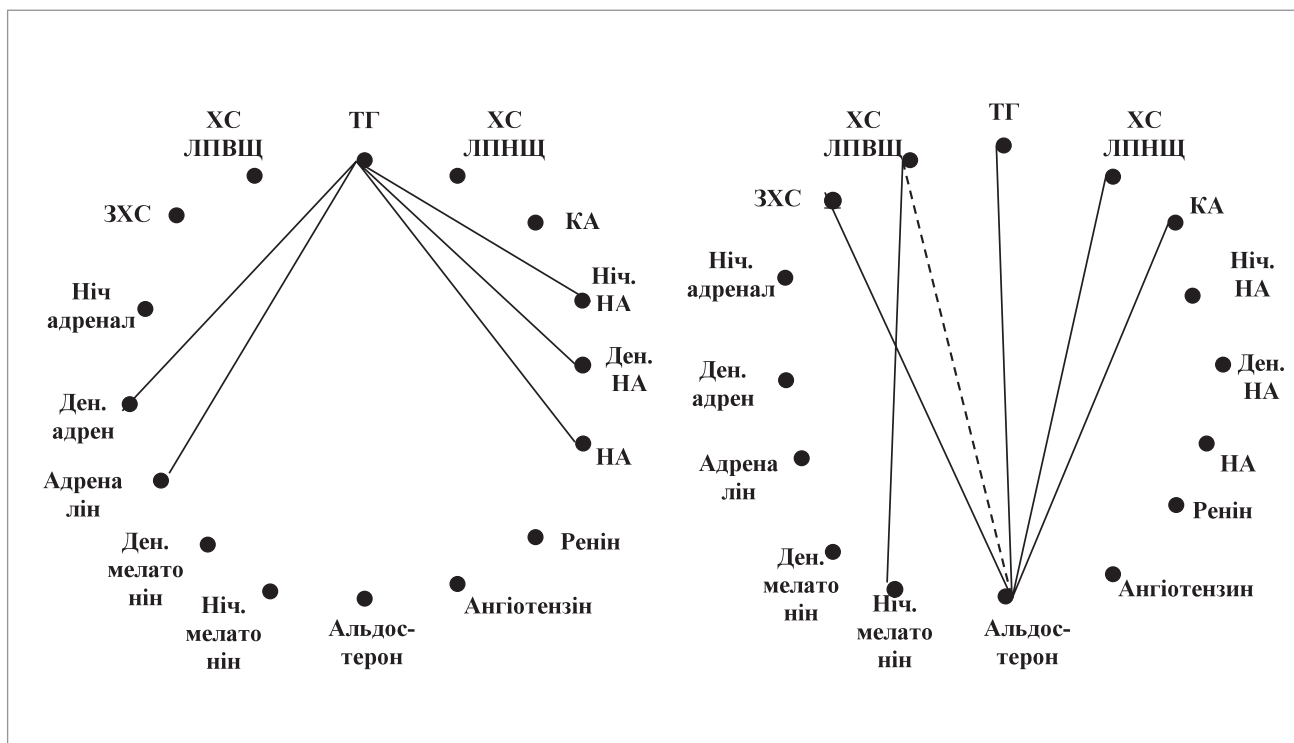 ХС
ЛПВЩ
ТГ
ХС
ЛПНЩ
ЗХС
КА
Ніч
адренал
Ніч.
НА
Ден.
НА
Ден.
адрен
НА
Адрена
лін
Ден.
мелато
нін
Ренін
Ніч.
мелато
нін
Ангіотензін
Альдос-
терон
ХС
ЛПВЩ
ТГ
ХС
ЛПНЩ
ЗХС
КА
Ніч.
адренал
Ніч.
НА
Ден.
адрен
Ден.
НА
Адрена
лін
НА
Ренін
Ден.
мелато
нін
Ангіотензин
Ніч.
мелато
нін
Альдос-
терон